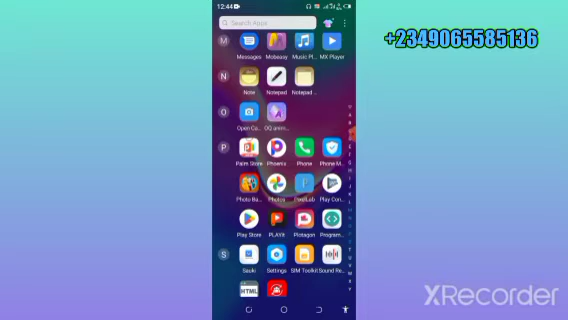 12:44
+2349065585136
Search Apps
M
Messages Mobeasy Music Pl... MX Player
N
Note Notepad Notepad ..
O
Open Ca... OQ anim...
P
Palm Store Phoenix Phone Phone M...
Photo Ba... Photos PixelLab Play Con...
Play Store PLAYit Plotagon Program...
S
Sauki Settings SIM Toolkit Sound Re...
HTML
XRecorder